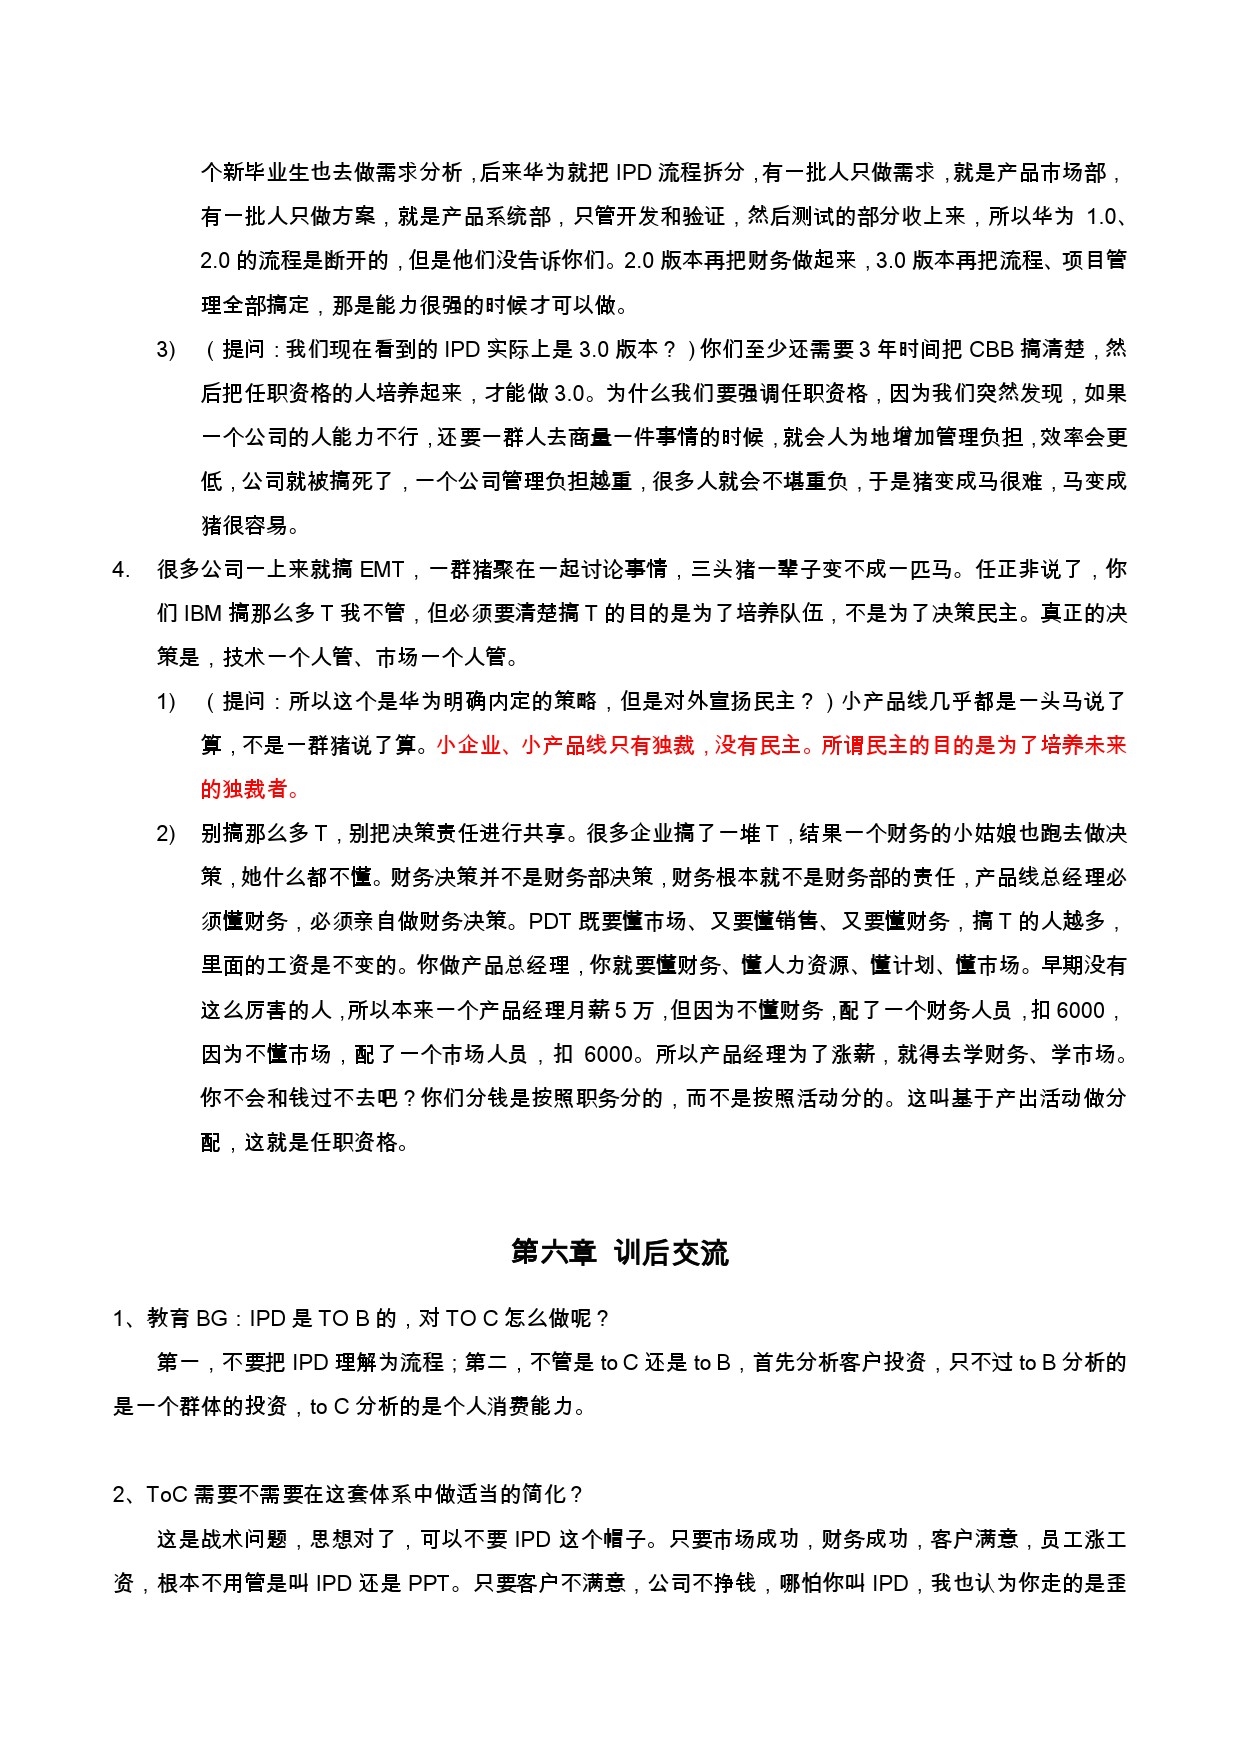 个新毕业生也去做需求分析，后来华为就把 IPD 流程拆分，有一批人只做需求，就是产品市场部，
有一批人只做方案，就是产品系统部，只管开发和验证，然后测试的部分收上来，所以华为 1.0、
2.0 的流程是断开的，但是他们没告诉你们。2.0 版本再把财务做起来，3.0 版本再把流程、项目管
理全部搞定，那是能力很强的时候才可以做。
3) （提问：我们现在看到的 IPD 实际上是 3.0 版本？）你们至少还需要 3 年时间把 CBB 搞清楚，然
后把任职资格的人培养起来，才能做 3.0。为什么我们要强调任职资格，因为我们突然发现，如果
一个公司的人能力不行，还要一群人去商量一件事情的时候，就会人为地增加管理负担，效率会更
低，公司就被搞死了，一个公司管理负担越重，很多人就会不堪重负，于是猪变成马很难，马变成
猪很容易。
4. 很多公司一上来就搞 EMT，一群猪聚在一起讨论事情，三头猪一辈子变不成一匹马。任正非说了，你
们 IBM 搞那么多 T 我不管，但必须要清楚搞 T 的目的是为了培养队伍，不是为了决策民主。真正的决
策是，技术一个人管、市场一个人管。
1) （提问：所以这个是华为明确内定的策略，但是对外宣扬民主？）小产品线几乎都是一头马说了
算，不是一群猪说了算。小企业、小产品线只有独裁，没有民主。所谓民主的目的是为了培养未来
的独裁者。
2) 别搞那么多 T，别把决策责任进行共享。很多企业搞了一堆 T，结果一个财务的小姑娘也跑去做决
策，她什么都不懂。财务决策并不是财务部决策，财务根本就不是财务部的责任，产品线总经理必
须懂财务，必须亲自做财务决策。PDT 既要懂市场、又要懂销售、又要懂财务，搞 T 的人越多，
里面的工资是不变的。你做产品总经理，你就要懂财务、懂人力资源、懂计划、懂市场。早期没有
这么厉害的人，所以本来一个产品经理月薪 5 万，但因为不懂财务，配了一个财务人员，扣 6000，
因为不懂市场，配了一个市场人员，扣 6000。所以产品经理为了涨薪，就得去学财务、学市场。
你不会和钱过不去吧？你们分钱是按照职务分的，而不是按照活动分的。这叫基于产出活动做分
配，这就是任职资格。
第六章 训后交流
1、教育 BG：IPD 是 TO B 的，对 TO C 怎么做呢？
第一，不要把 IPD 理解为流程；第二，不管是 to C 还是 to B，首先分析客户投资，只不过 to B 分析的
是一个群体的投资，to C 分析的是个人消费能力。
2、ToC 需要不需要在这套体系中做适当的简化？
这是战术问题，思想对了，可以不要 IPD 这个帽子。只要市场成功，财务成功，客户满意，员工涨工
资，根本不用管是叫 IPD 还是 PPT。只要客户不满意，公司不挣钱，哪怕你叫 IPD，我也认为你走的是歪